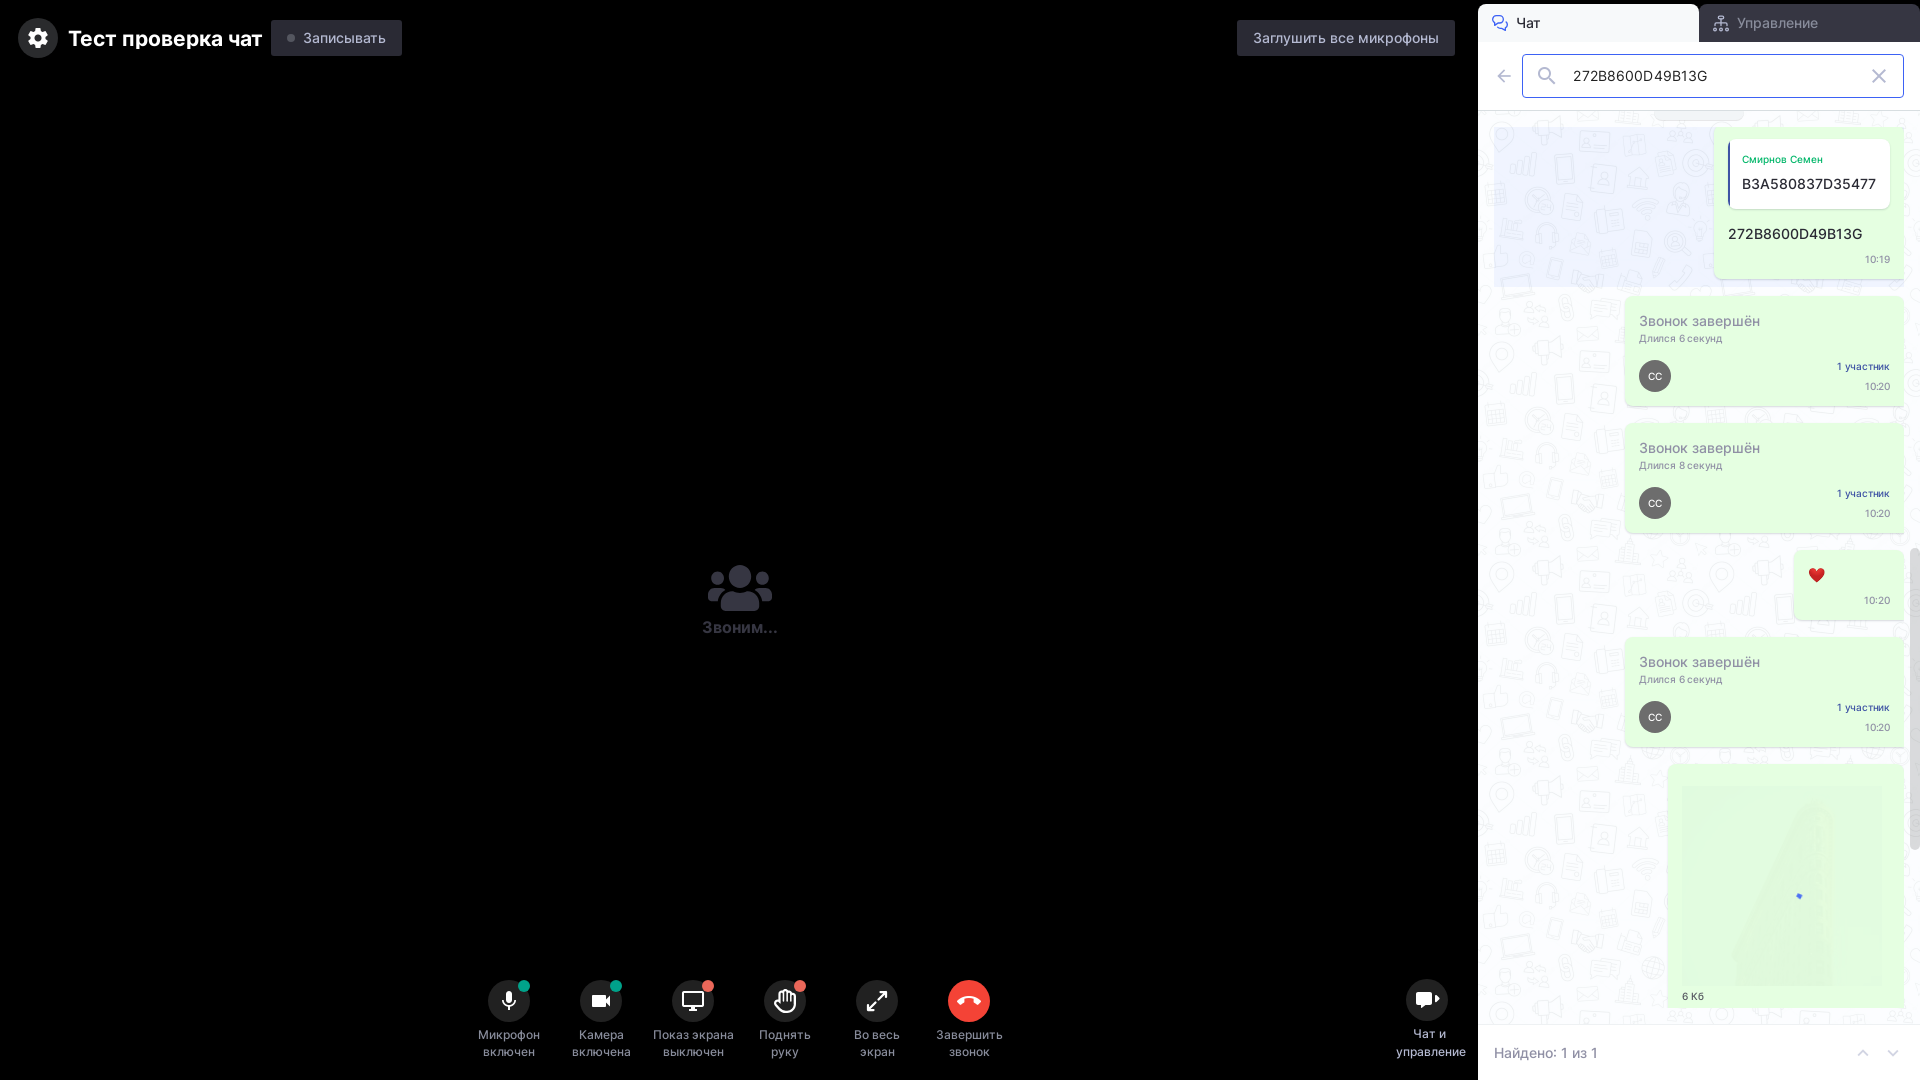 Тест проверка чат
Записывать
Заглушить все микрофоны
Чат
Управление
272B8600D49B13G
Смирнов Семен
B3A580837D35477
272B8600D49B13G
10:19
Звонок завершён
Длился 6 секунд
СС
1 участник
10:20
Звонок завершён
Длился 8 секунд
СС
1 участник
10:20
❤️
10:20
Звонок завершён
Длился 6 секунд
СС
1 участник
10:20
6 Кб
Найдено: 1 из 1
Звоним...
Микрофон
включен
Камера
включена
Показ экрана
выключен
Поднять
руку
Во весь
экран
Завершить
звонок
Чат и
управление